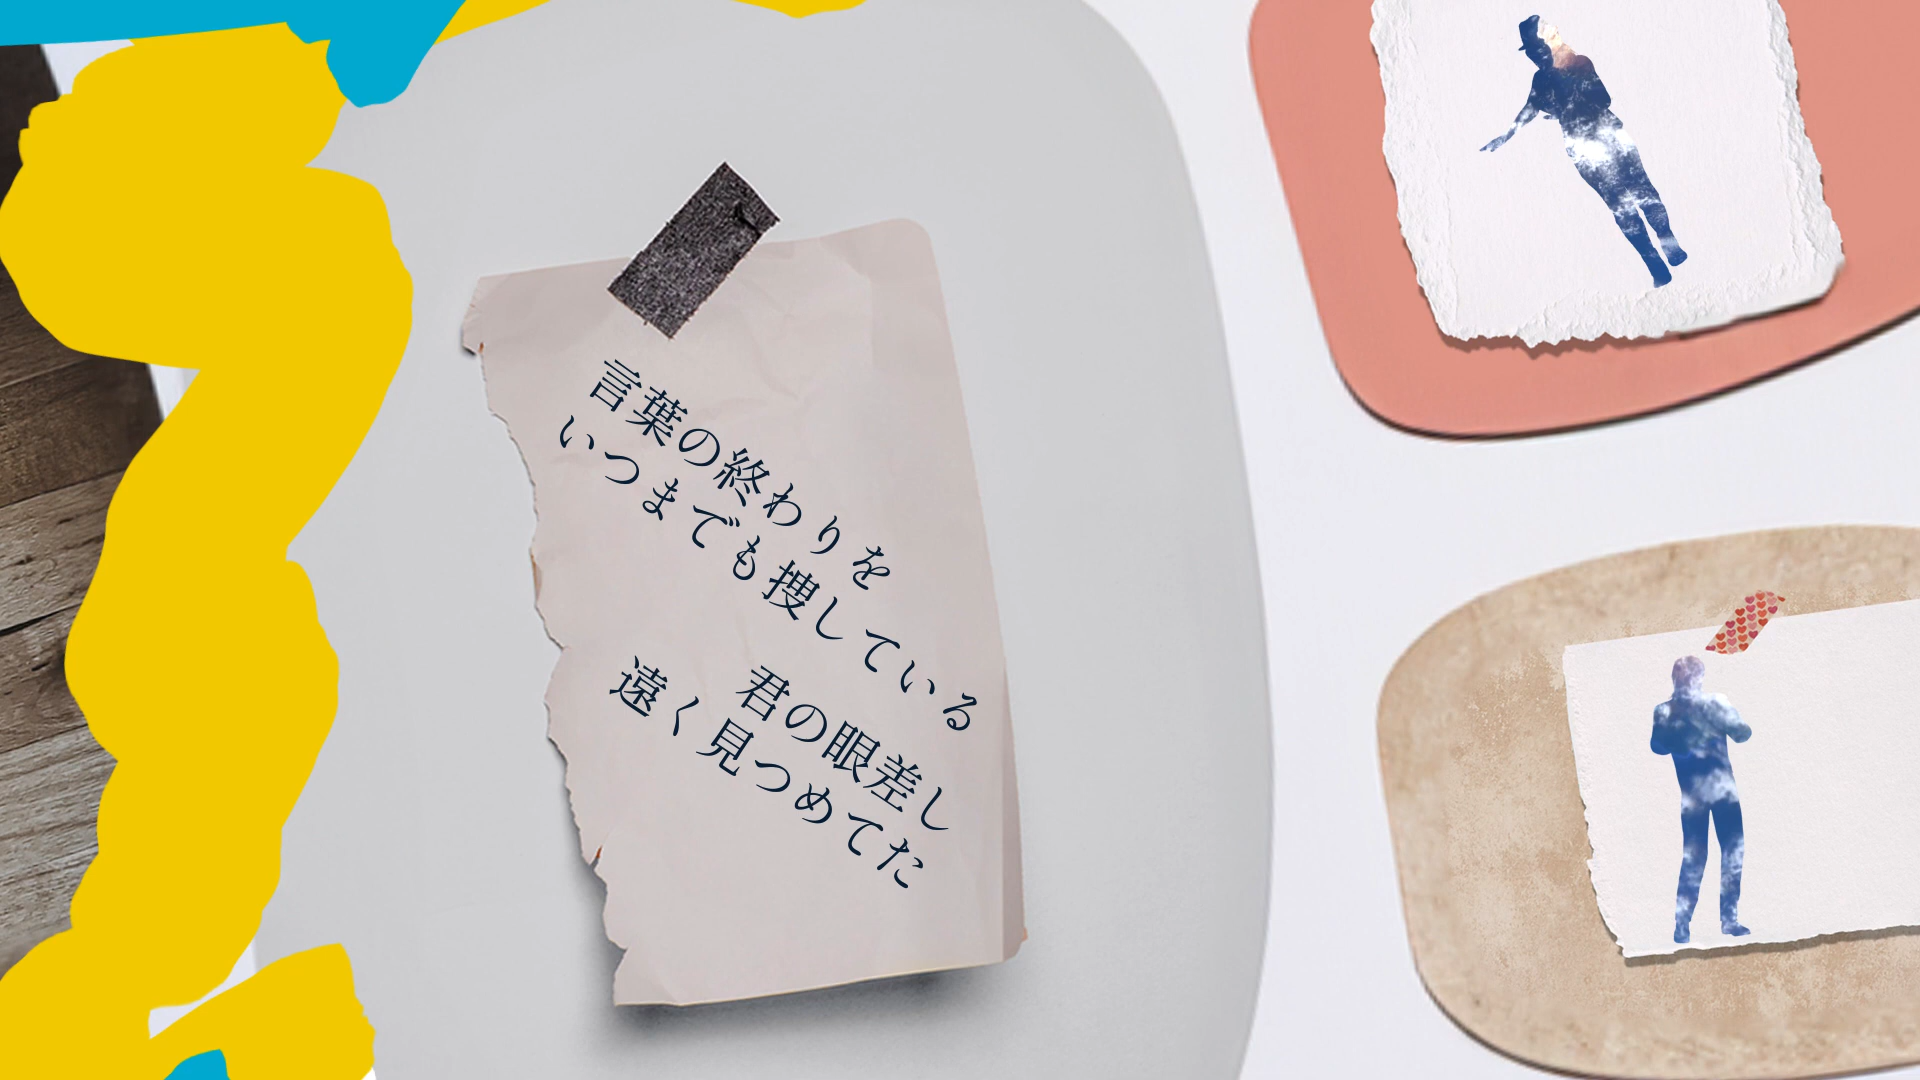 言葉の終わりを
いつまでも捜している
君の眼差し
遠く見つめてた